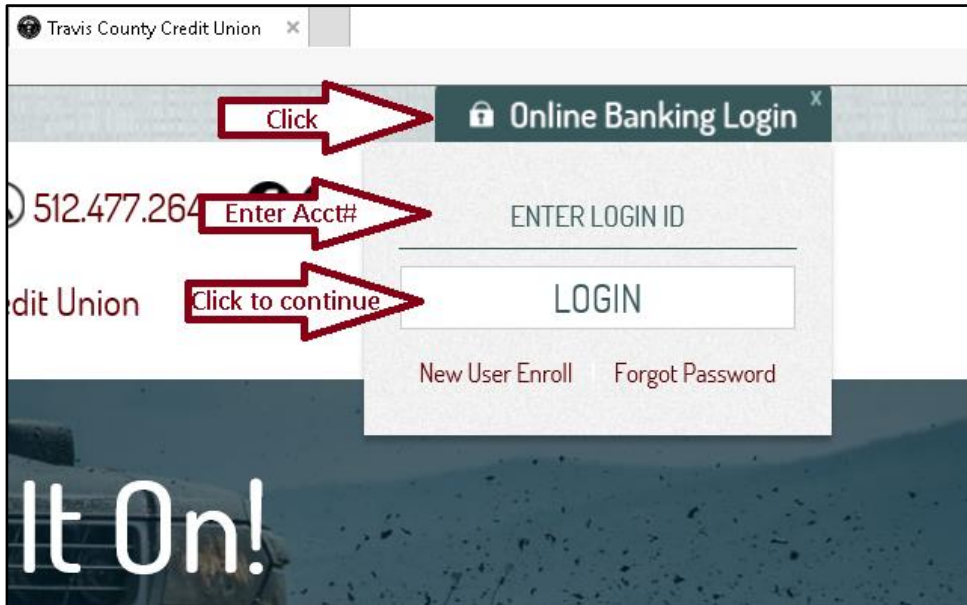 Travis County Credit Union
Click
Online Banking Login x
512.477.264
Enter Acct#
ENTER LOGIN ID
Click to continue
LOGIN
edit Union
New User Enroll | Forgot Password
It On!